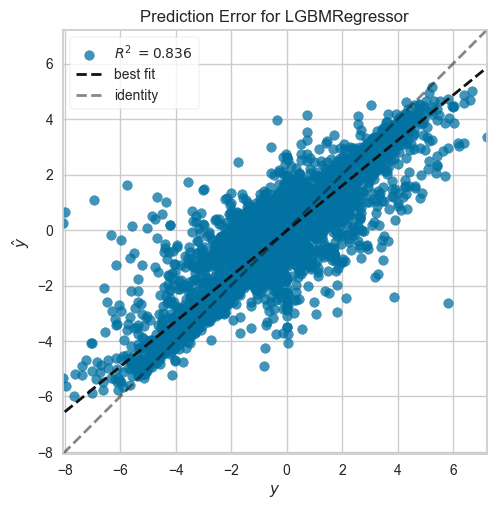 Prediction Error for LGBMRegressor
R² = 0.836
best fit
identity
6
4
2
0
−2
−4
−6
−8
ŷ
−8 −6 −4 −2 0 2 4 6
y